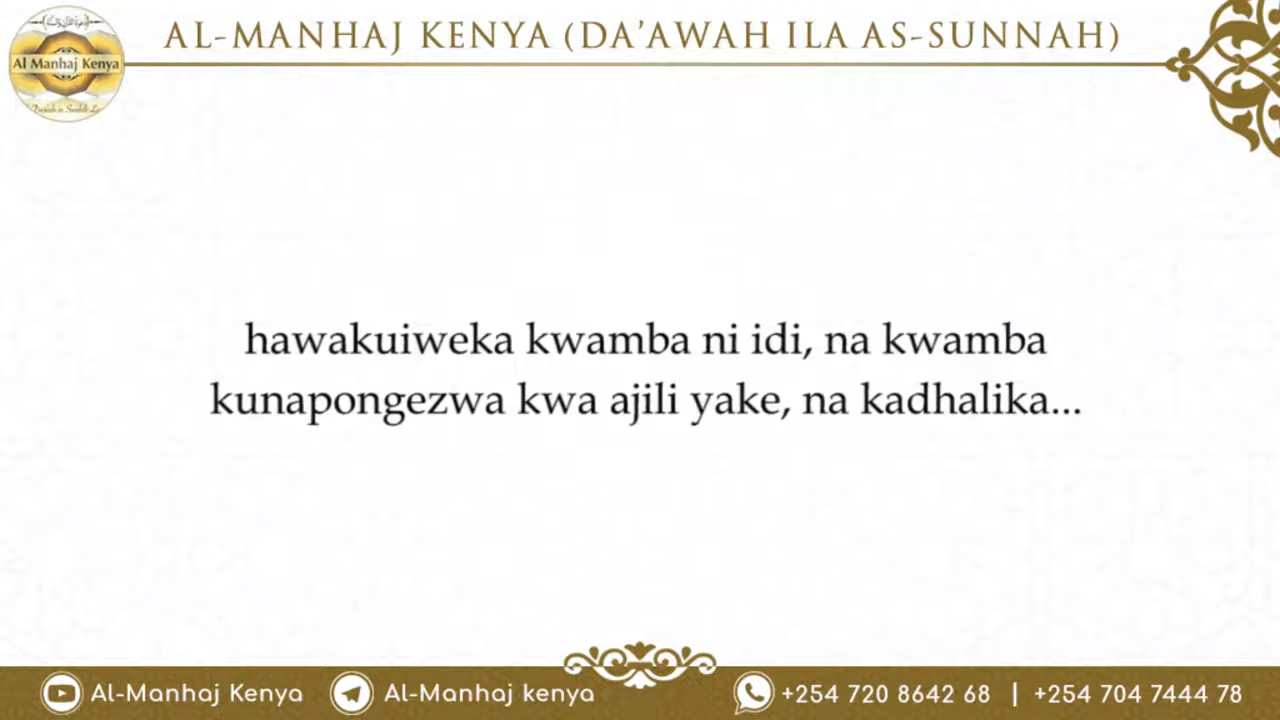 AL-MANHAJ KENYA (DA'AWAH ILA AS-SUNNAH)
Al Manhaj Kenya
hawakuiweka kwamba ni idi, na kwamba
kunapongezwa kwa ajili yake, na kadhalika...
Al-Manhaj Kenya
Al-Manhaj kenya
+254 720 8642 68 | +254 704 7444 78